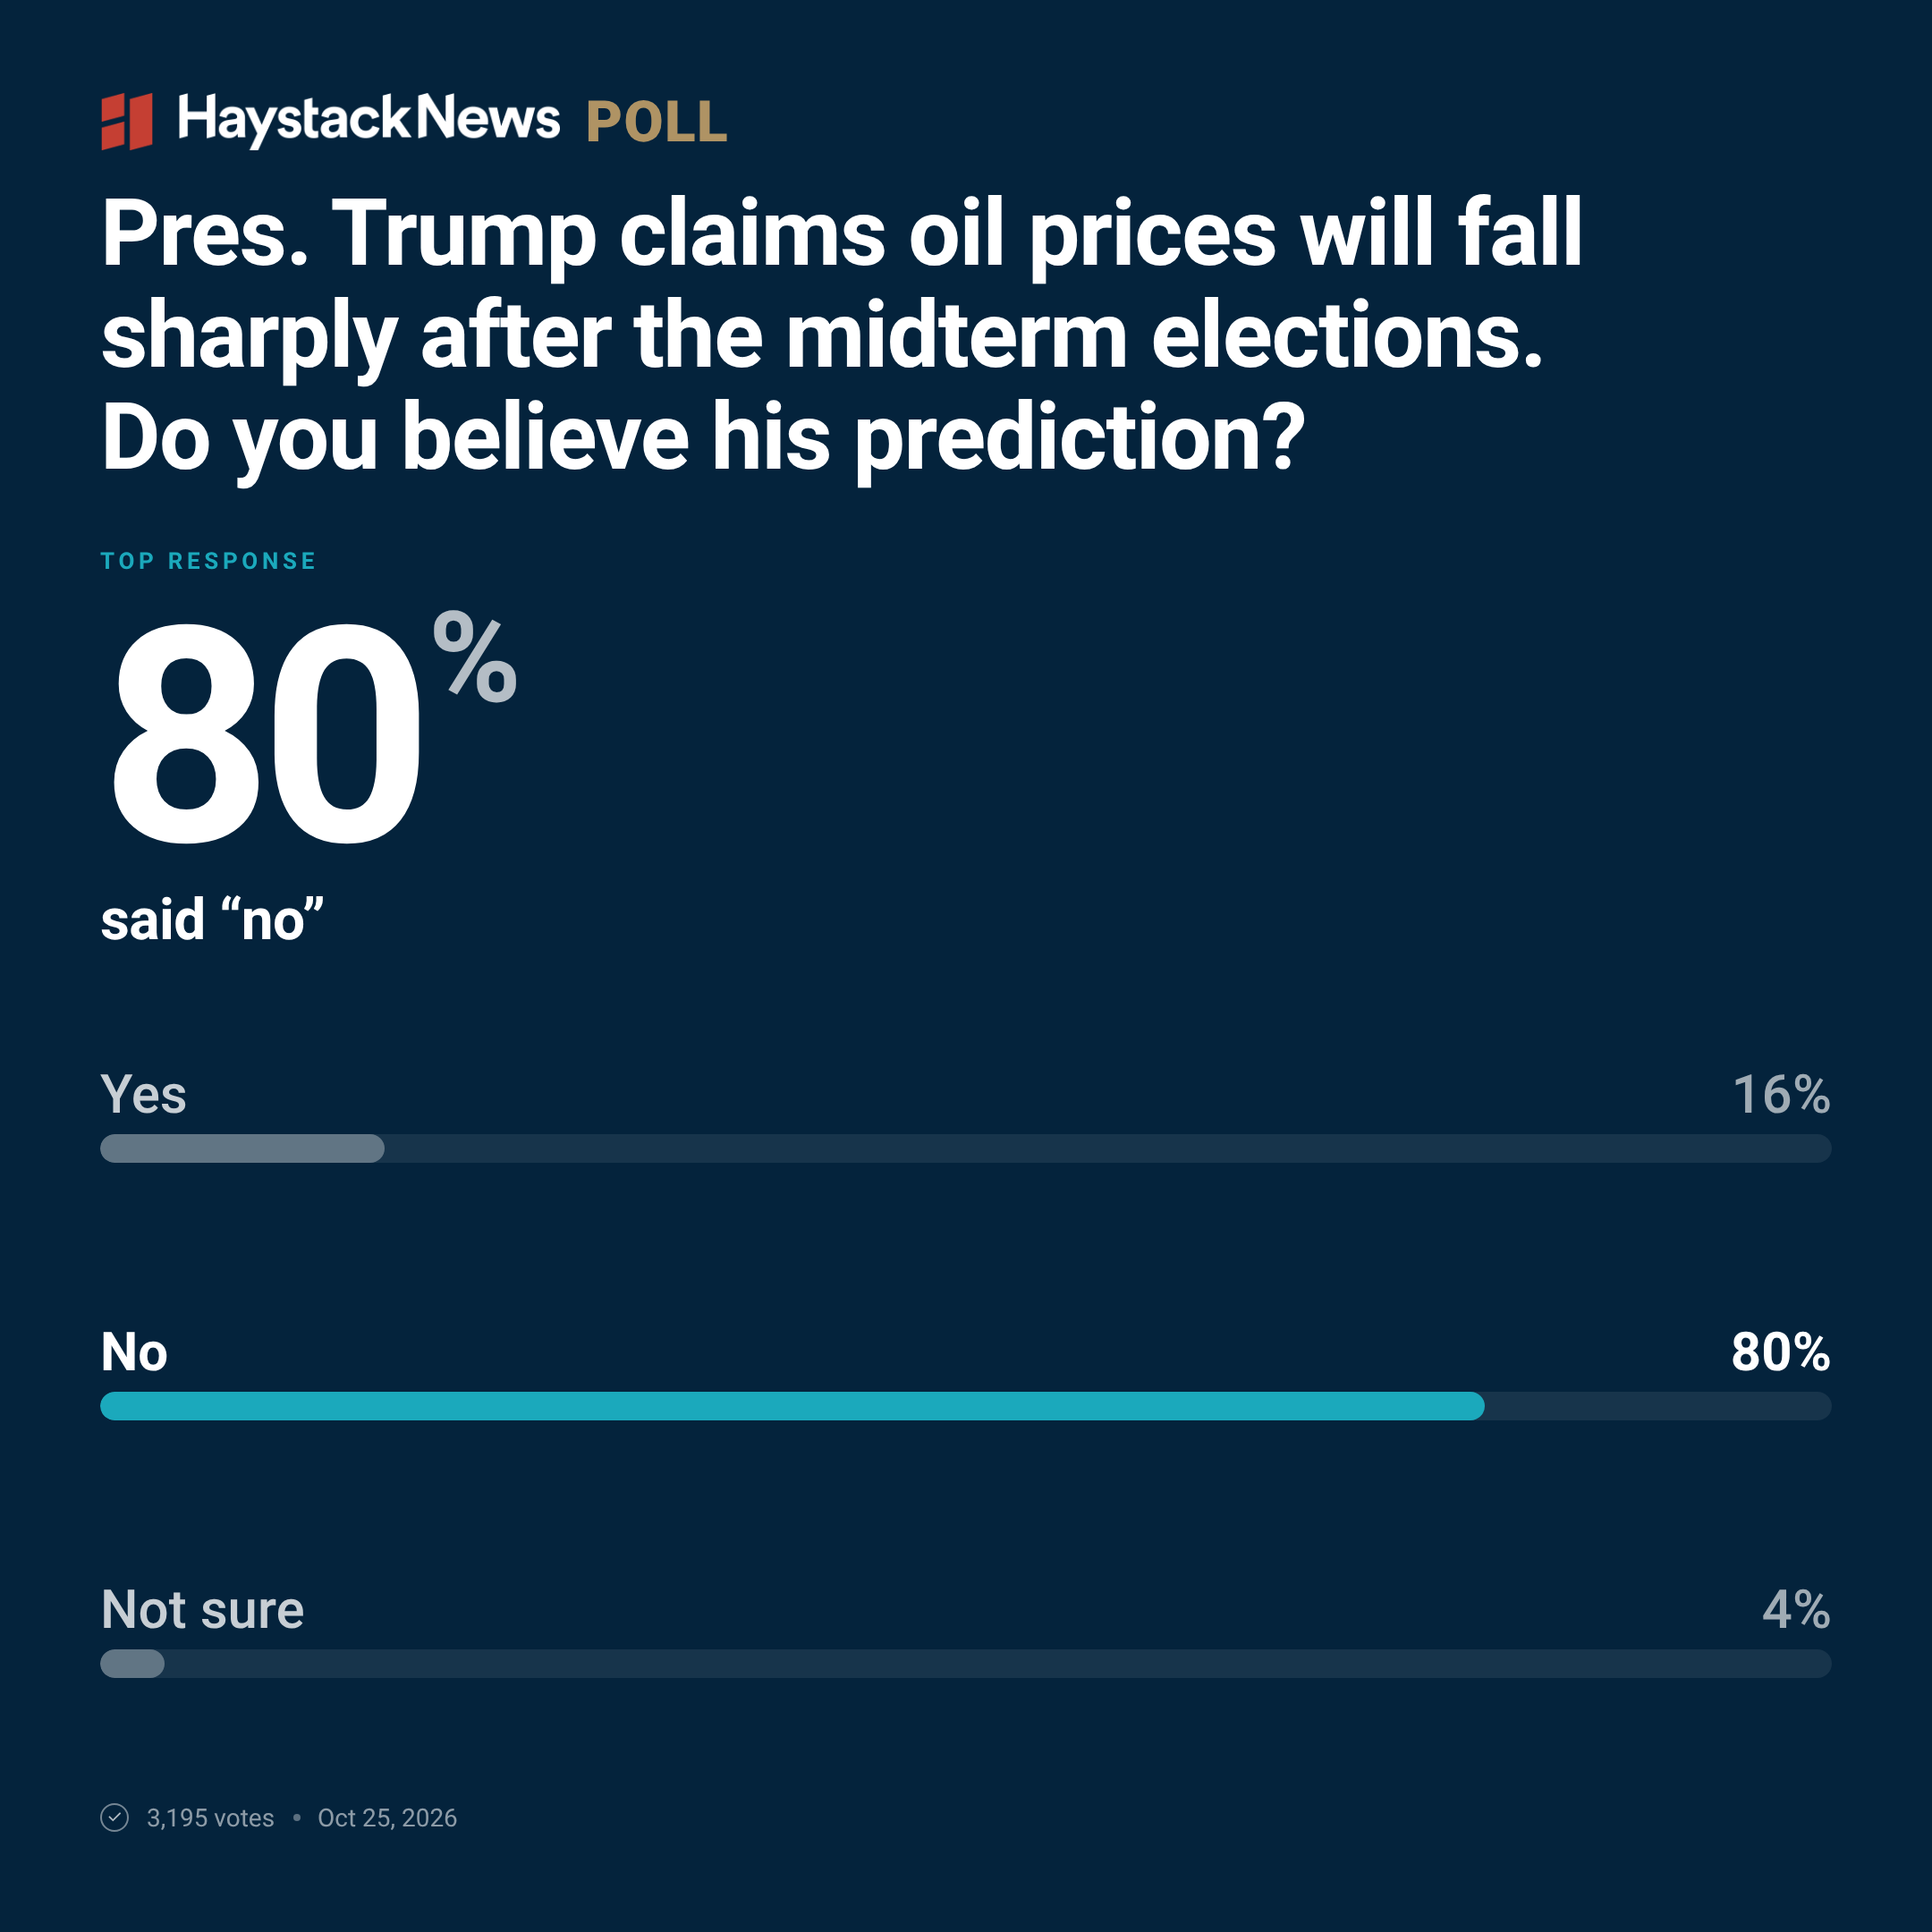 HaystackNews POLL
Pres. Trump claims oil prices will fall
sharply after the midterm elections.
Do you believe his prediction?
TOP RESPONSE
80%
said “no”
Yes 16%
No 80%
Not sure 4%
3,195 votes • Oct 25, 2026